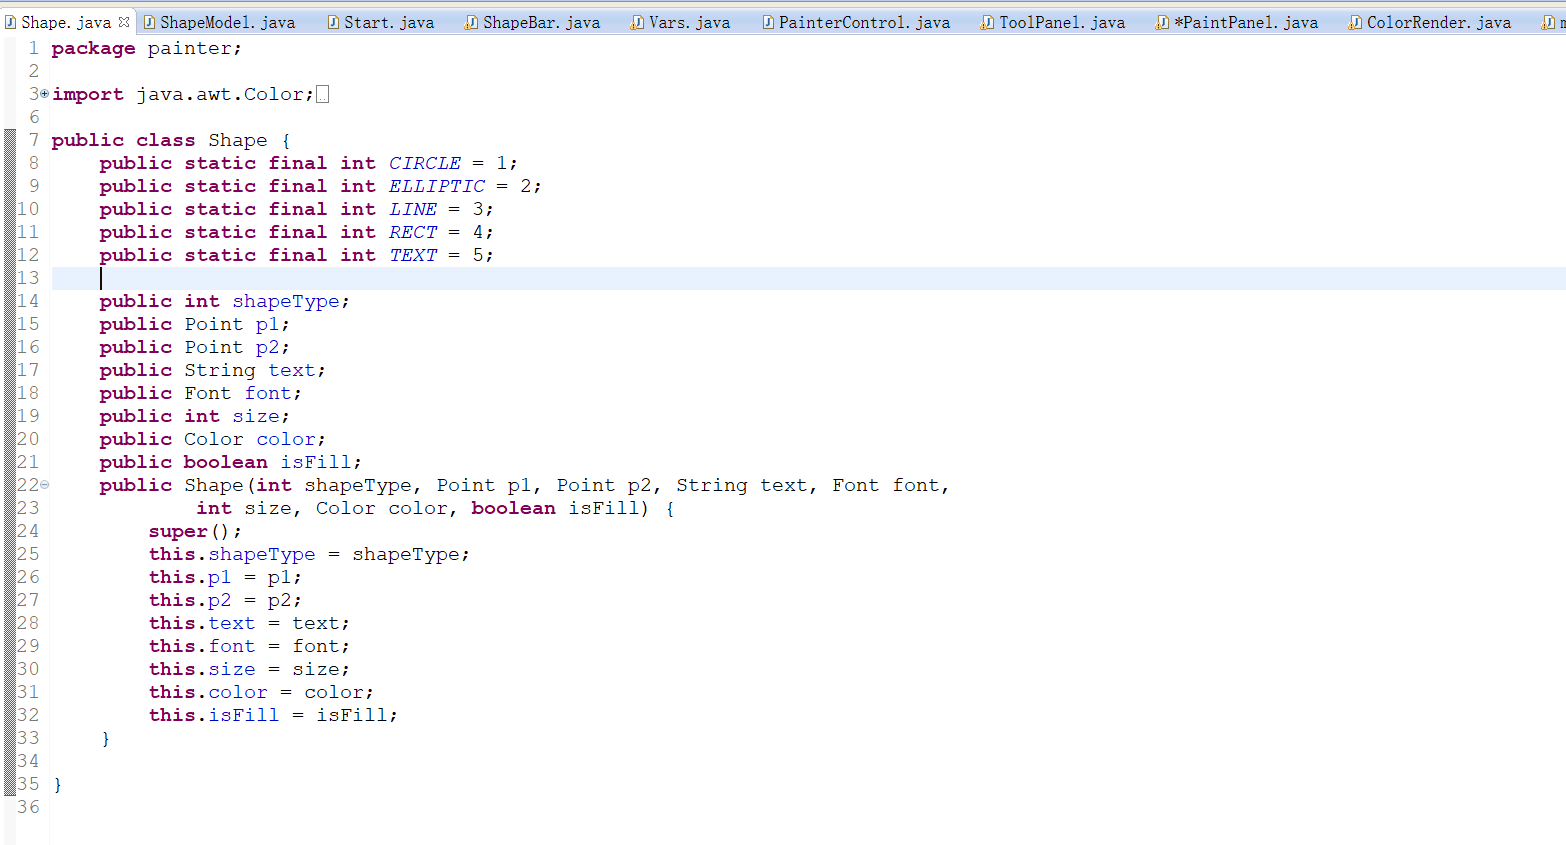 Shape.java ShapeModel.java Start.java ShapeBar.java Vars.java PainterControl.java ToolPanel.java *PaintPanel.java ColorRender.java
1 package painter;
2
3 import java.awt.Color;
6
7 public class Shape {
8 public static final int CIRCLE = 1;
9 public static final int ELLIPTIC = 2;
10 public static final int LINE = 3;
11 public static final int RECT = 4;
12 public static final int TEXT = 5;
13
14 public int shapeType;
15 public Point p1;
16 public Point p2;
17 public String text;
18 public Font font;
19 public int size;
20 public Color color;
21 public boolean isFill;
22 public Shape(int shapeType, Point p1, Point p2, String text, Font font,
23 int size, Color color, boolean isFill) {
24 super();
25 this.shapeType = shapeType;
26 this.p1 = p1;
27 this.p2 = p2;
28 this.text = text;
29 this.font = font;
30 this.size = size;
31 this.color = color;
32 this.isFill = isFill;
33 }
34
35 }
36